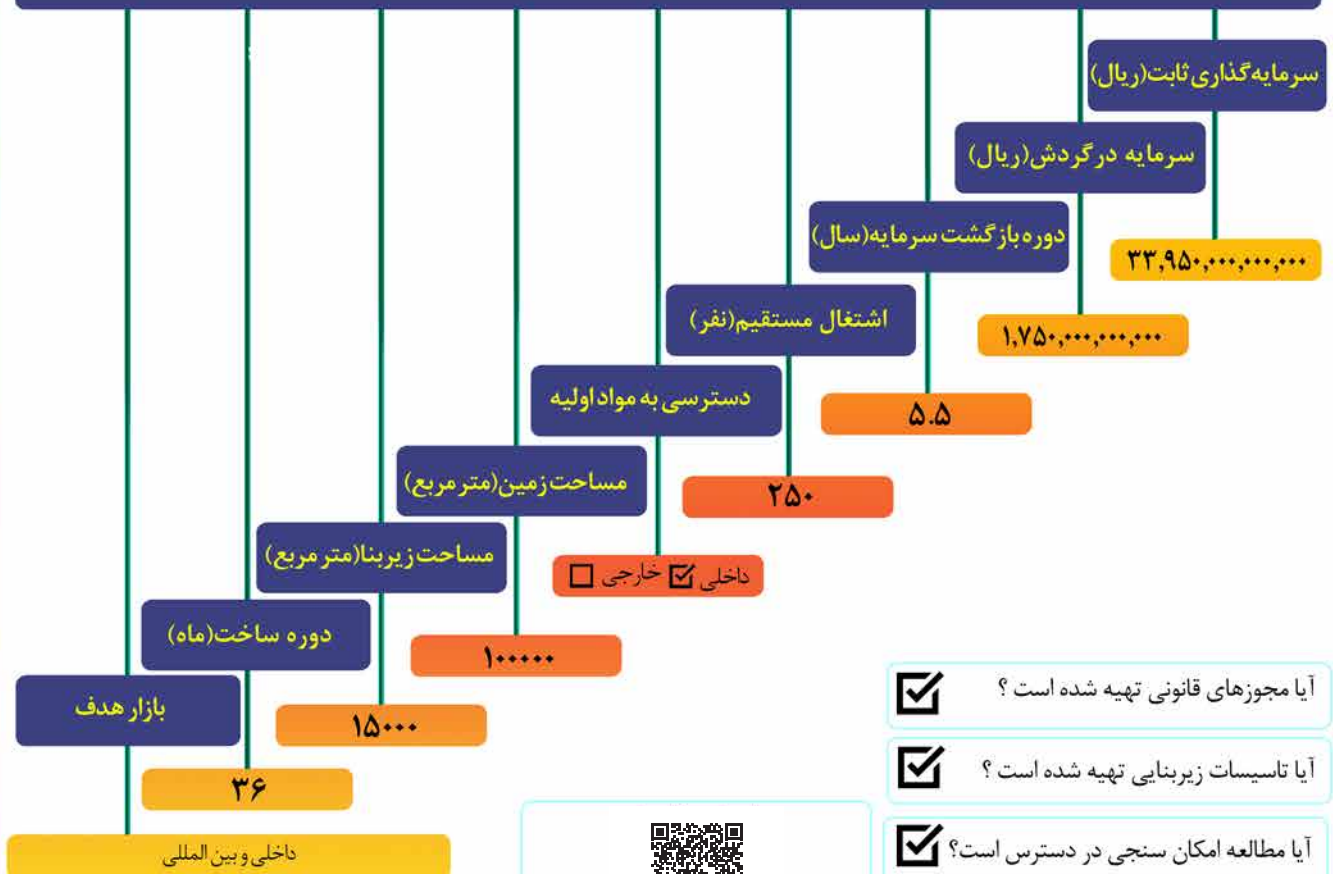 سرمایه‌گذاری ثابت(ریال)
۳۳,۹۵۰,۰۰۰,۰۰۰,۰۰۰
سرمایه در گردش(ریال)
۱,۷۵۰,۰۰۰,۰۰۰,۰۰۰
دوره بازگشت سرمایه(سال)
۵.۵
اشتغال مستقیم(نفر)
۲۵۰
دسترسی به مواد اولیه
داخلی ☑ خارجی ☐
مساحت زمین(متر مربع)
۱۰۰۰۰۰
مساحت زیربنا(متر مربع)
۱۵۰۰۰
دوره ساخت(ماه)
۳۶
بازار هدف
داخلی و بین المللی
آیا مجوزهای قانونی تهیه شده است ؟ ☑
آیا تاسیسات زیربنایی تهیه شده است ؟ ☑
آیا مطالعه امکان سنجی در دسترس است؟ ☑